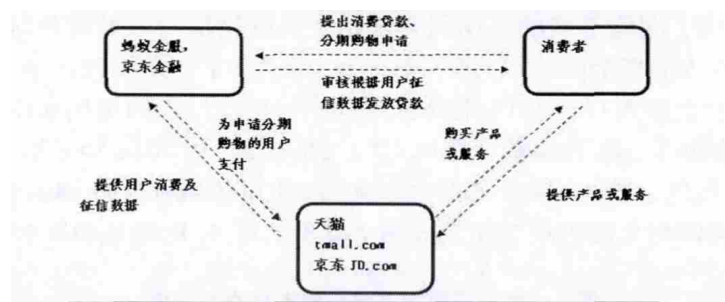 提出消费贷款、
分期购物申请
蚂蚁金服，
京东金融
消费者
审核根据用户征
信数据发放贷款
为申请分期
购物的用户
支付
购买产品
或服务
提供用户消费及
征信数据
提供产品或服务
天猫
tmall.com
京东JD.com